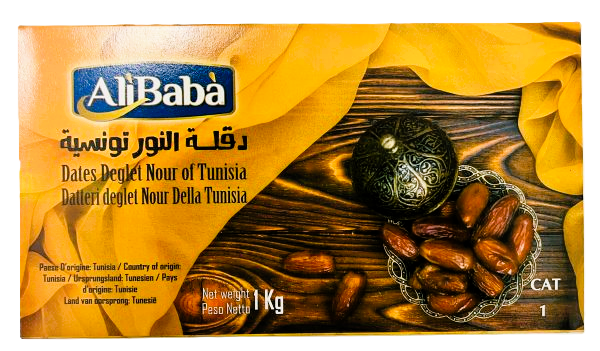 AlìBabà
دقلة النور تونسية
Dates Deglet Nour of Tunisia
Datteri deglet Nour Della Tunisia
Paese D'origine: Tunisia / Country of origin:
Tunisia / Ursprungsland: Tunesien / Pays
d'origine: Tunisie
Land van oorsprong: Tunesië
Net weight
Peso Netto
1 Kg
CAT
1